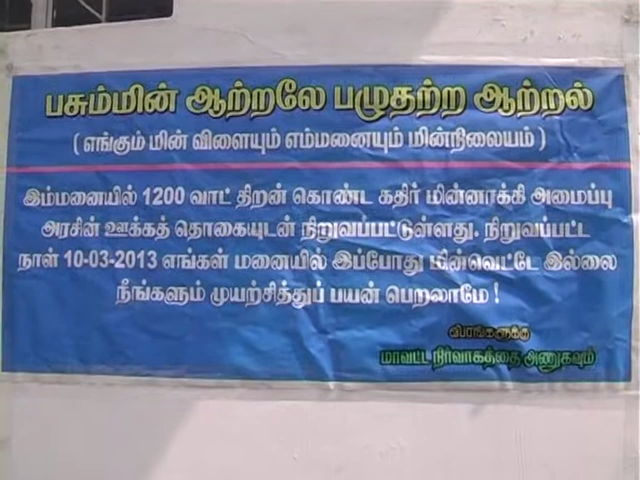 பசும்மின் ஆற்றலே பழுதற்ற ஆற்றல்
( எங்கும் மின் விளையும் எம்மனையும் மின்நிலையம் )
இம்மனையில் 1200 வாட் திறன் கொண்ட கதிர் மின்னாக்கி அமைப்பு
அரசின் ஊக்கத் தொகையுடன் நிறுவப்பட்டுள்ளது. நிறுவப்பட்ட
நாள் 10-03-2013 எங்கள் மனையில் இப்போது மின்வெட்டே இல்லை
நீங்களும் முயற்சித்துப் பயன் பெறலாமே !
விபரங்களுக்கு
மாவட்ட நிர்வாகத்தை அணுகவும்